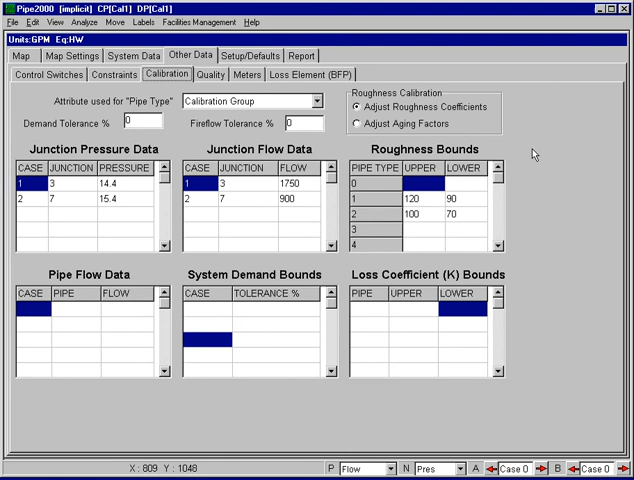 Pipe2000 [implicit] CP[Cal1] DP[Cal1]
File Edit View Analyze Move Labels Facilities Management Help
Units:GPM Eq:HW
Map Map Settings System Data Other Data Setup/Defaults Report
Control Switches Constraints Calibration Quality Meters Loss Element (BFP)
Attribute used for "Pipe Type" Calibration Group
Demand Tolerance % 0 Fireflow Tolerance % 0
Roughness Calibration
Adjust Roughness Coefficients
Adjust Aging Factors
Junction Pressure Data
CASE JUNCTION PRESSURE
1 3 14.4
2 7 15.4
Junction Flow Data
CASE JUNCTION FLOW
1 3 1750
2 7 900
Roughness Bounds
PIPE TYPE UPPER LOWER
0
1 120 90
2 100 70
3
4
Pipe Flow Data
CASE PIPE FLOW
System Demand Bounds
CASE TOLERANCE %
Loss Coefficient (K) Bounds
PIPE UPPER LOWER
X : 809 Y : 1048 P Flow N Pres A Case 0 B Case 0